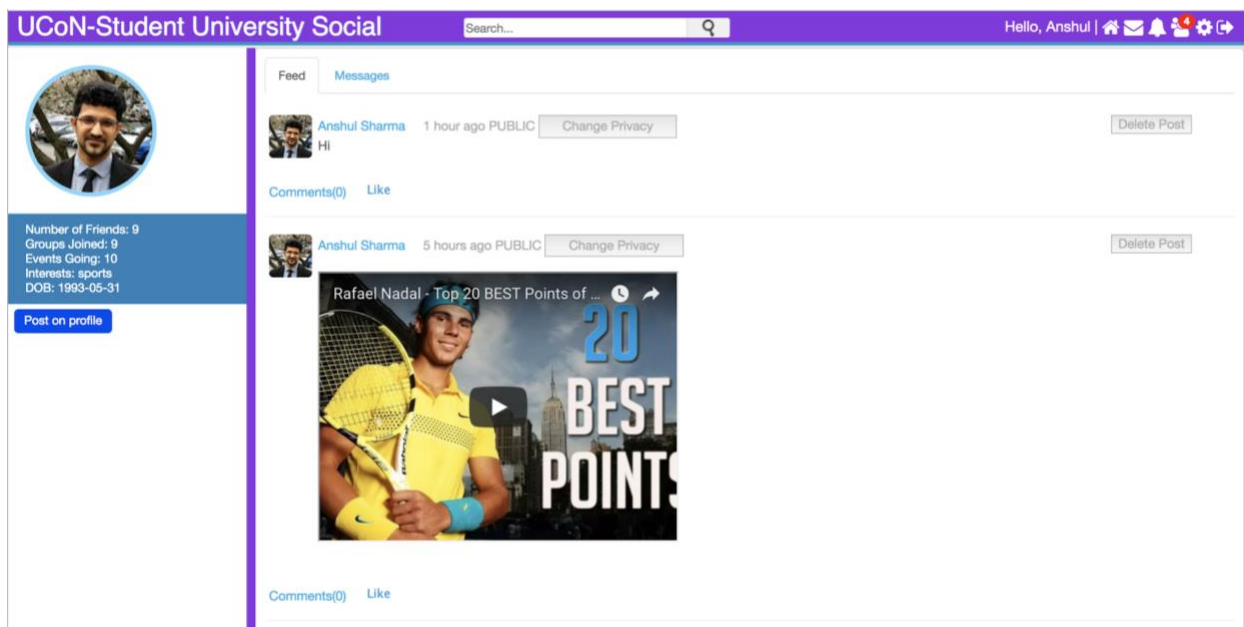 UCoN-Student University Social
Search...
Hello, Anshul |
4
Number of Friends: 9
Groups Joined: 9
Events Going: 10
Interests: sports
DOB: 1993-05-31
Post on profile
Feed Messages
Anshul Sharma 1 hour ago PUBLIC Change Privacy Delete Post
Hi
Comments(0) Like
Anshul Sharma 5 hours ago PUBLIC Change Privacy Delete Post
Rafael Nadal - Top 20 BEST Points of ...
20
BEST
POINTS
Comments(0) Like